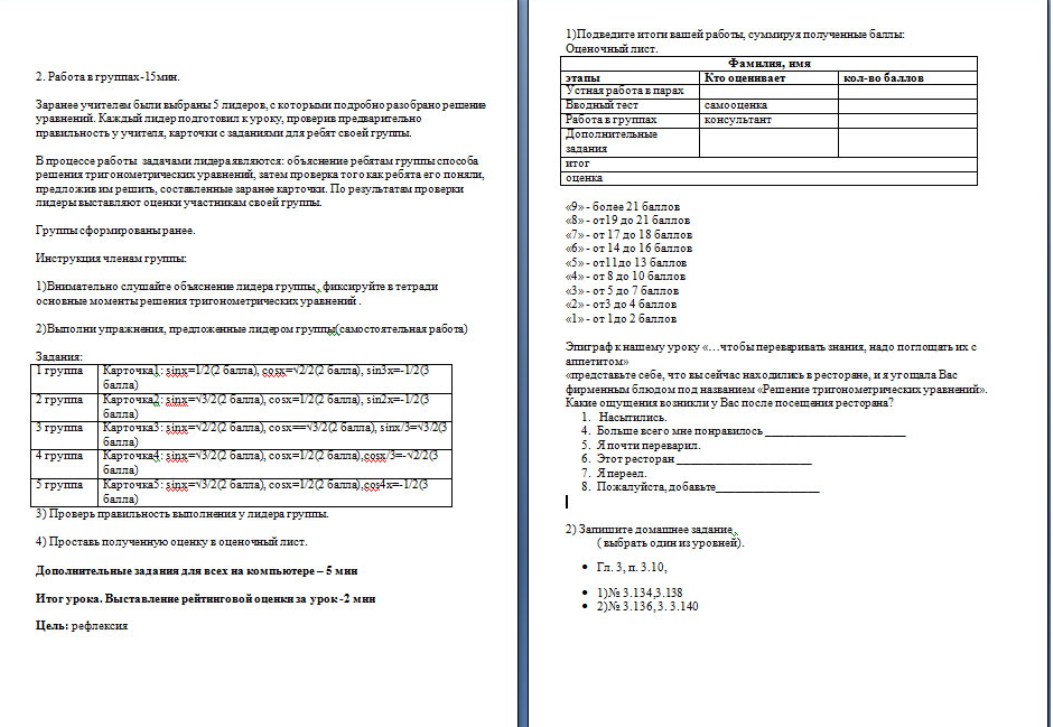 2. Работа в группах-15мин.
Заранее учителем были выбраны 5 лидеров, с которыми подробно разобрано решение
уравнений. Каждый лидер подготовил к уроку, проверив предварительно
правильность у учителя, карточки с заданиями для ребят своей группы.
В процессе работы задачами лидера являются: объяснение ребятам группы способа
решения тригонометрических уравнений, затем проверка того как ребята его поняли,
предложив им решить, составленные заранее карточки. По результатам проверки
лидеры выставляют оценки участникам своей группы.
Группы сформированы ранее.
Инструкция членам группы:
1)Внимательно слушайте объяснение лидера группы, фиксируйте в тетради
основные моменты решения тригонометрических уравнений .
2)Выполни упражнения, предложенные лидером группы(самостоятельная работа)
Задания:
1 группа Карточка1: sinx=1/2(2 балла), cosx=√2/2(2 балла), sin3x=-1/2(3
балла)
2 группа Карточка2: sinx=√3/2(2 балла), cosx=1/2(2 балла), sin2x=-1/2(3
балла)
3 группа Карточка3: sinx=√2/2(2 балла), cosx==√3/2(2 балла), sinx/3=√3/2(3
балла)
4 группа Карточка4: sinx=√3/2(2 балла), cosx=1/2(2 балла),cosx/3=-√2/2(3
балла)
5 группа Карточка5: sinx=√3/2(2 балла), cosx=1/2(2 балла),cos4x=-1/2(3
балла)
3) Проверь правильность выполнения у лидера группы.
4) Проставь полученную оценку в оценочный лист.
Дополнительные задания для всех на компьютере – 5 мин
Итог урока. Выставление рейтинговой оценки за урок-2 мин
Цель: рефлексия
1)Подведите итоги вашей работы, суммируя полученные баллы:
Оценочный лист.
Фамилия, имя
этапы Кто оценивает кол-во баллов
Устная работа в парах
Вводный тест самооценка
Работа в группах консультант
Дополнительные
задания
итог
оценка
«9» - более 21 баллов
«8» - от19 до 21 баллов
«7» - от 17 до 18 баллов
«6» - от 14 до 16 баллов
«5» - от11до 13 баллов
«4» - от 8 до 10 баллов
«3» - от 5 до 7 баллов
«2» - от3 до 4 баллов
«1» - от 1до 2 баллов
Эпиграф к нашему уроку «…чтобы переваривать знания, надо поглощать их с
аппетитом»
«представьте себе, что вы сейчас находились в ресторане, и я угощала Вас
фирменным блюдом под названием «Решение тригонометрических уравнений».
Какие ощущения возникли у Вас после посещения ресторана?
1. Насытились.
4. Больше всего мне понравилось ________________________
5. Я почти переварил.
6. Этот ресторан _______________________
7. Я переел.
8. Пожалуйста, добавьте__________________
2) Запишите домашнее задание,
( выбрать один из уровней).
• Гл. 3, п. 3.10,
• 1)№ 3.134,3.138
• 2)№ 3.136, 3. 3.140